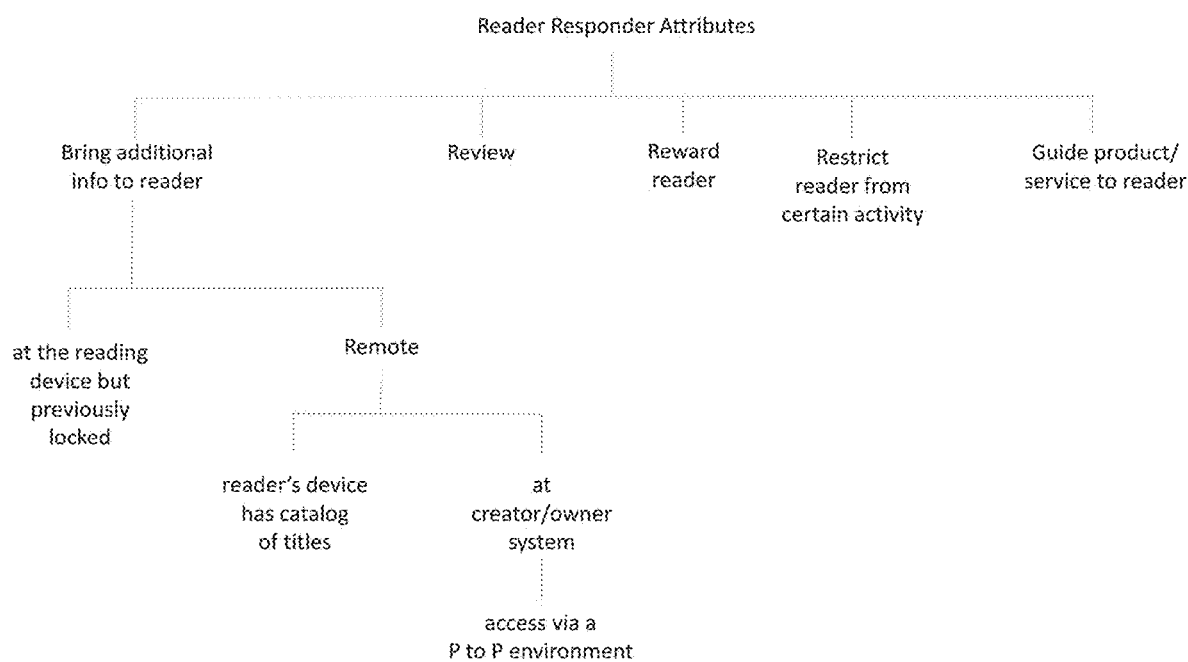 Reader Responder Attributes
Bring additional
info to reader
Review
Reward
reader
Restrict
reader from
certain activity
Guide product/
service to reader
at the reading
device but
previously
locked
Remote
reader's device
has catalog
of titles
at
creator/owner
system
access via a
P to P environment